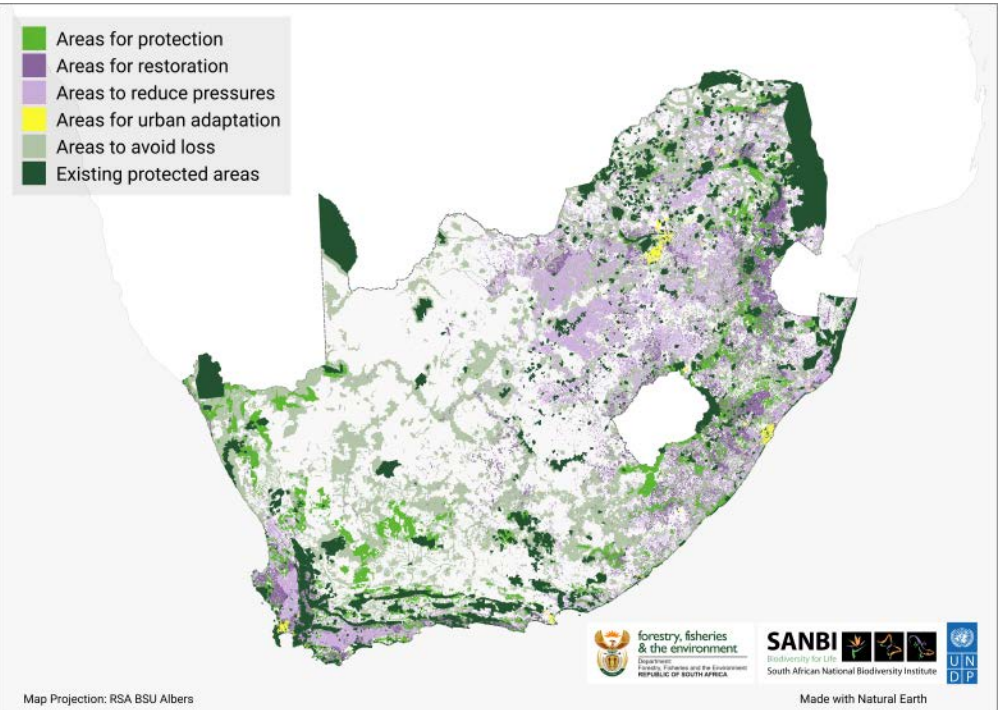 Areas for protection
Areas for restoration
Areas to reduce pressures
Areas for urban adaptation
Areas to avoid loss
Existing protected areas
forestry, fisheries
& the environment
Department:
Forestry, Fisheries and the Environment
REPUBLIC OF SOUTH AFRICA
SANBI
Biodiversity for Life
South African National Biodiversity Institute
U N
D P
Map Projection: RSA BSU Albers
Made with Natural Earth